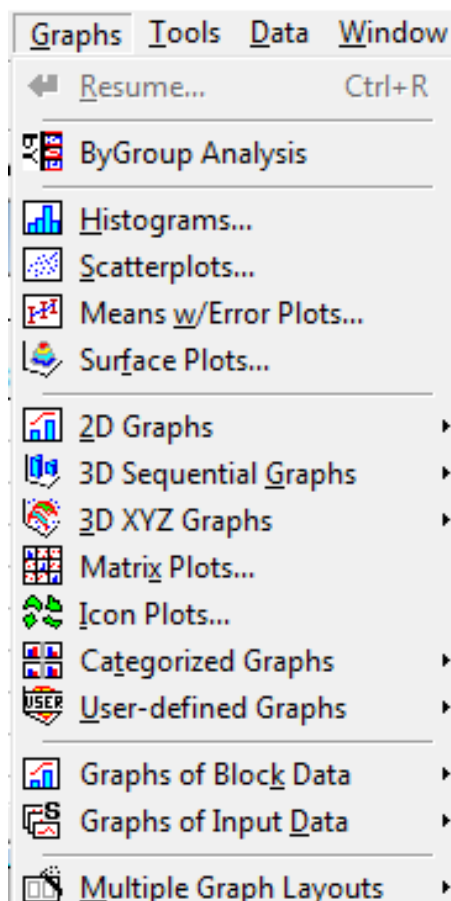 Graphs Tools Data Window
Resume... Ctrl+R
ByGroup Analysis
Histograms...
Scatterplots...
Means w/Error Plots...
Surface Plots...
2D Graphs
3D Sequential Graphs
3D XYZ Graphs
Matrix Plots...
Icon Plots...
Categorized Graphs
USER User-defined Graphs
Graphs of Block Data
Graphs of Input Data
Multiple Graph Layouts